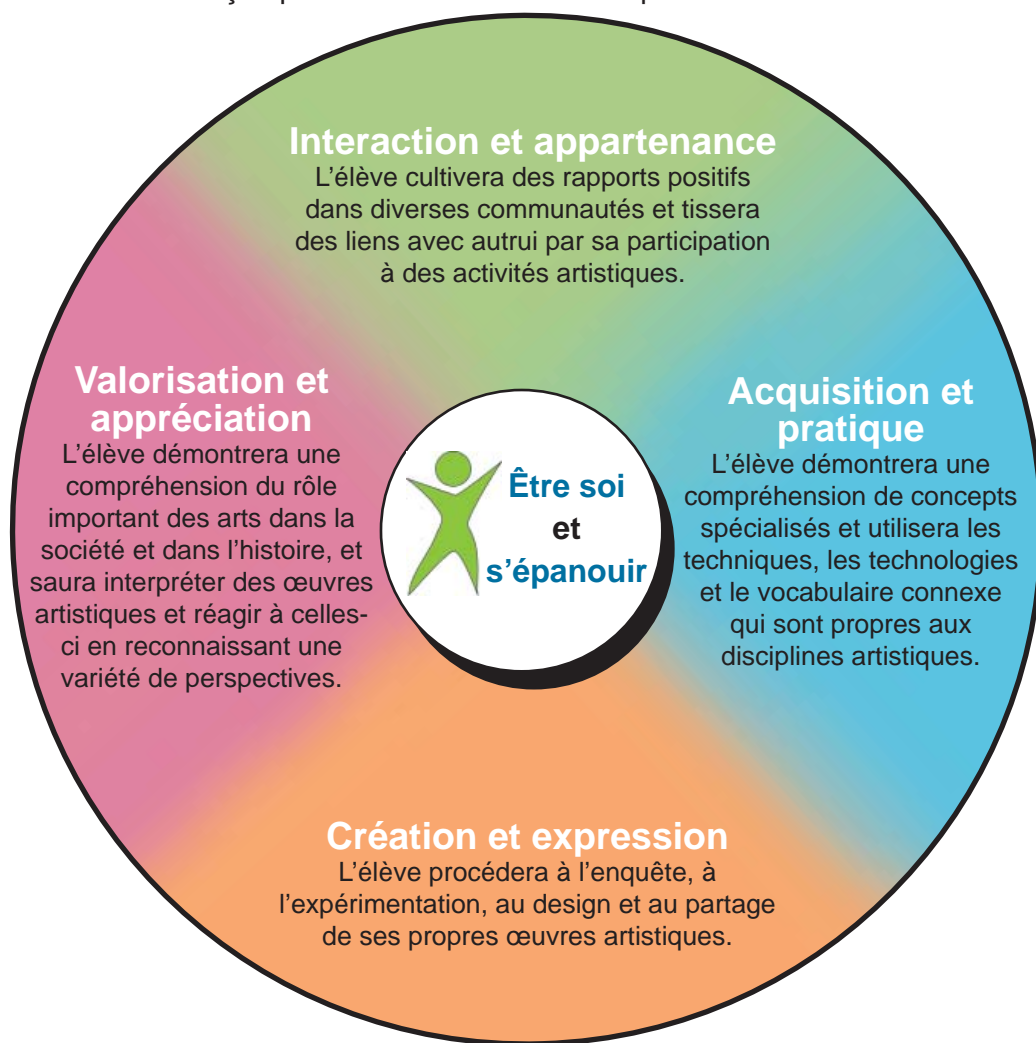 Interaction et appartenance
L'élève cultivera des rapports positifs
dans diverses communautés et tissera
des liens avec autrui par sa participation
à des activités artistiques.
Valorisation et
appréciation
L'élève démontrera une
compréhension du rôle
important des arts dans la
société et dans l'histoire, et
saura interpréter des œuvres
artistiques et réagir à celles-
ci en reconnaissant une
variété de perspectives.
Être soi
et
s'épanouir
Acquisition et
pratique
L'élève démontrera une
compréhension de concepts
spécialisés et utilisera les
techniques, les technologies
et le vocabulaire connexe
qui sont propres aux
disciplines artistiques.
Création et expression
L'élève procédera à l'enquête, à
l'expérimentation, au design et au partage
de ses propres œuvres artistiques.